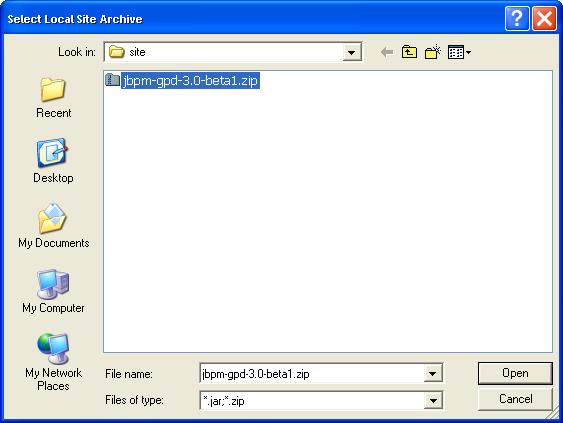 Select Local Site Archive
Look in: site
jbpm-gpd-3.0-beta1.zip
Recent
Desktop
My Documents
My Computer
My Network
Places
File name: jbpm-gpd-3.0-beta1.zip Open
Files of type: *.jar;*.zip Cancel